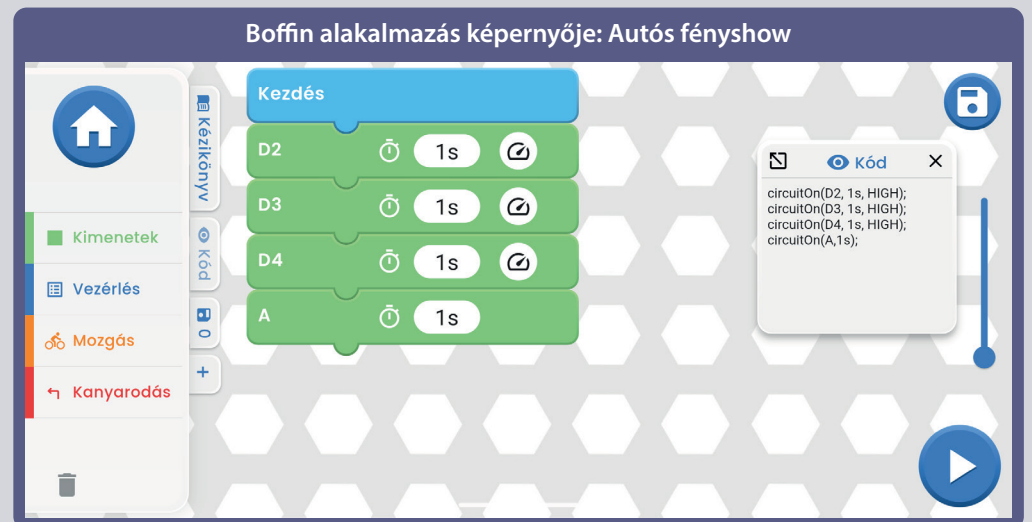 Boffin alakalmazás képernyője: Autós fényshow
Kimenetek
Vezérlés
Mozgás
Kanyarodás
Kézikönyv
Kód
0
+
Kezdés
D2 1s
D3 1s
D4 1s
A 1s
Kód
circuitOn(D2, 1s, HIGH);
circuitOn(D3, 1s, HIGH);
circuitOn(D4, 1s, HIGH);
circuitOn(A,1s);